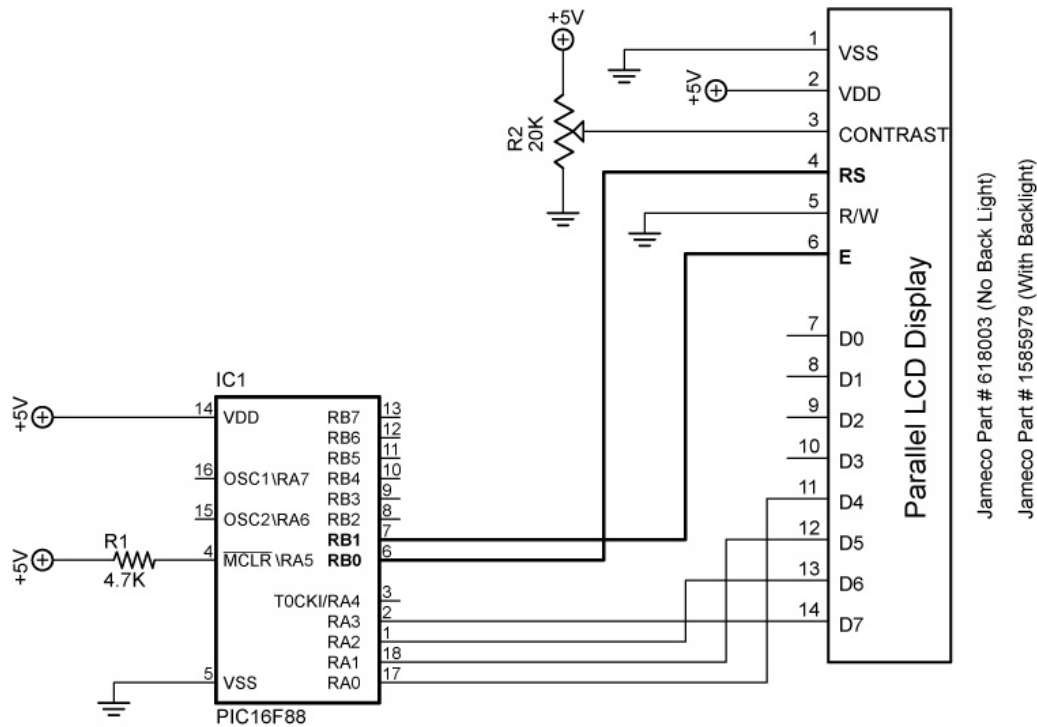 +5V
R2
20K
+5V
1 VSS
2 VDD
3 CONTRAST
4 RS
5 R/W
6 E
7 D0
8 D1
9 D2
10 D3
11 D4
12 D5
13 D6
14 D7
Parallel LCD Display
Jameco Part # 618003 (No Back Light)
Jameco Part # 1585979 (With Backlight)
IC1
+5V
14 VDD
16 OSC1\RA7
15 OSC2\RA6
+5V
R1
4.7K
4 MCLR \RA5
5 VSS
RB7 13
RB6 12
RB5 11
RB4 10
RB3 9
RB2 8
RB1 7
RB0 6
T0CKI/RA4 3
RA3 2
RA2 1
RA1 18
RA0 17
PIC16F88